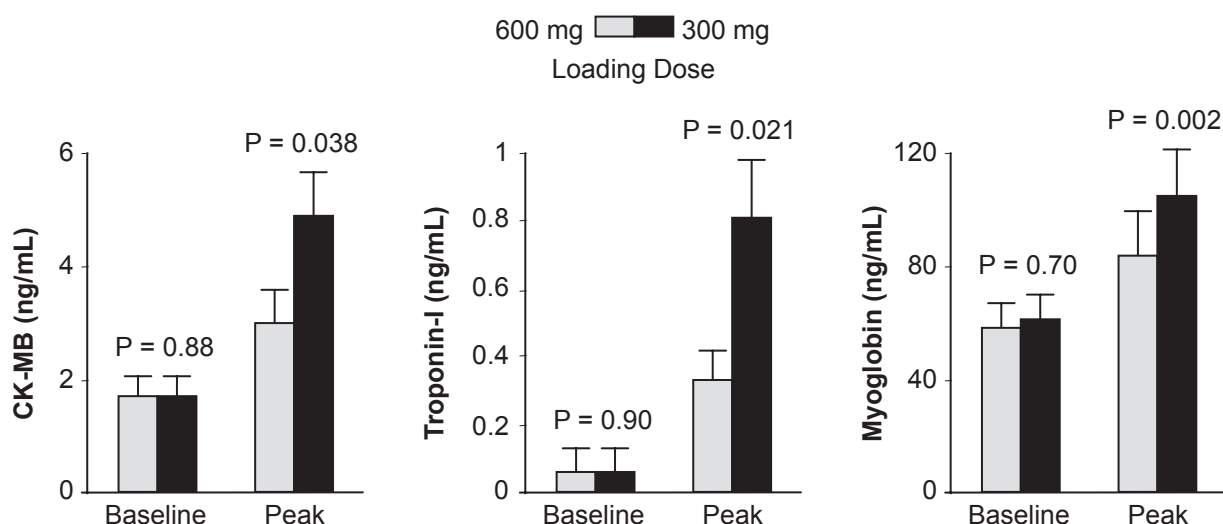 600 mg 300 mg
Loading Dose
CK-MB (ng/mL)
6
4
2
0
P = 0.88
P = 0.038
Baseline Peak
Troponin-I (ng/mL)
1
0.8
0.6
0.4
0.2
0
P = 0.90
P = 0.021
Baseline Peak
Myoglobin (ng/mL)
120
80
40
0
P = 0.70
P = 0.002
Baseline Peak